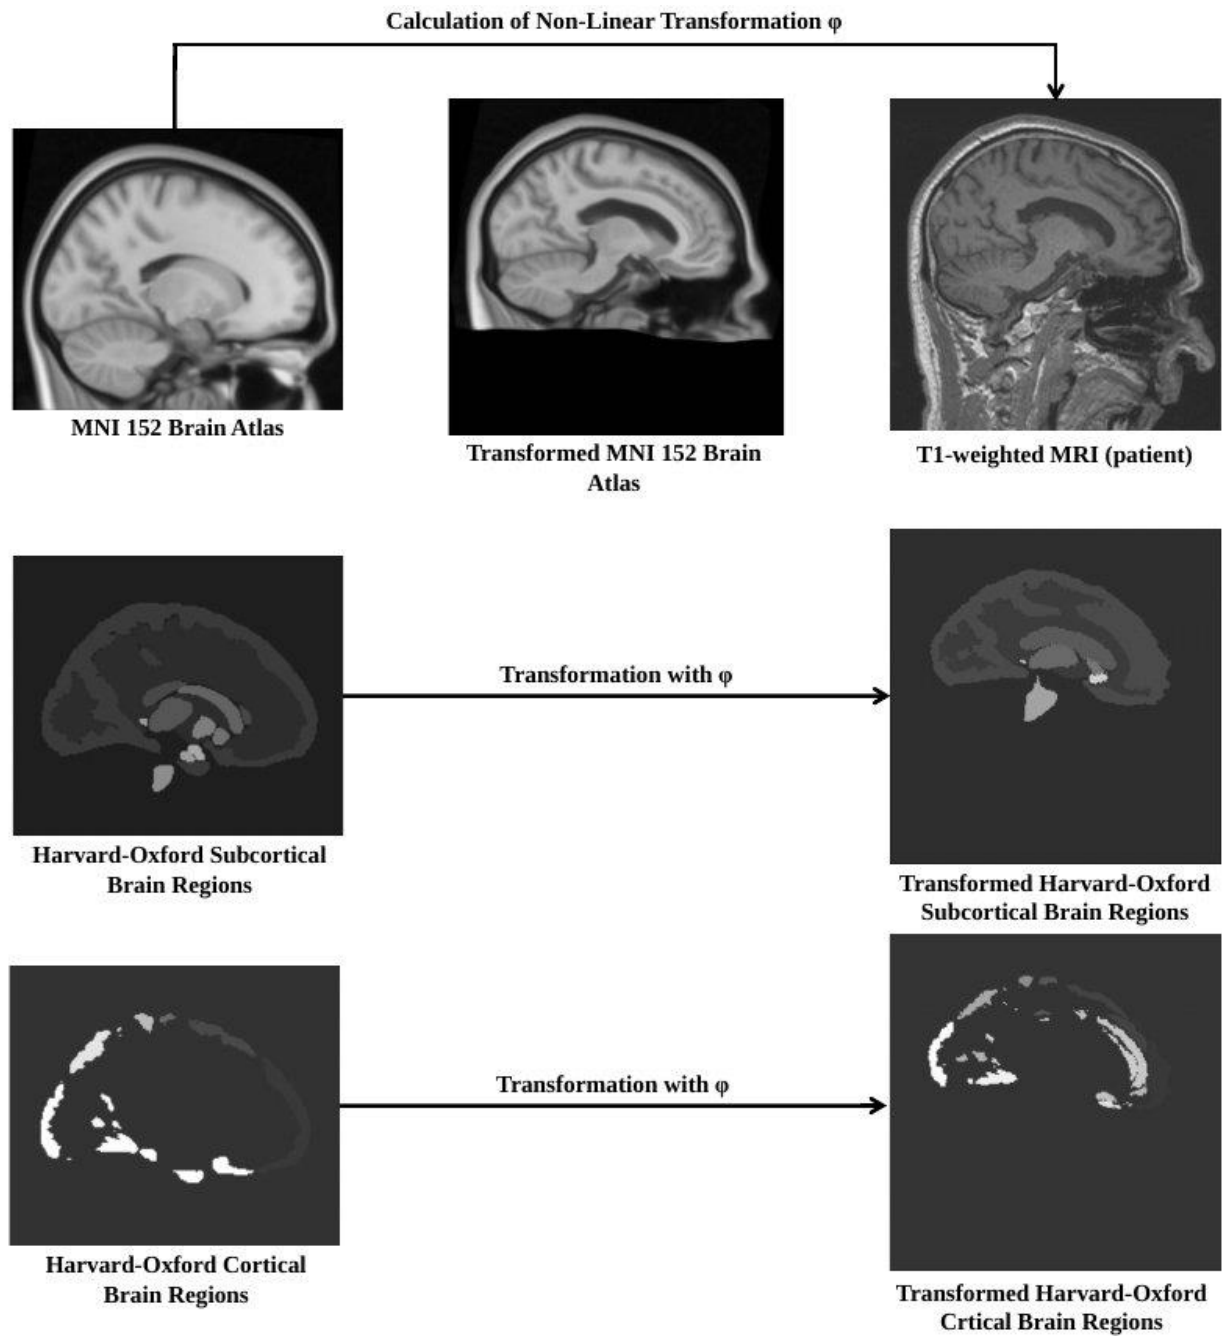 Calculation of Non-Linear Transformation φ
MNI 152 Brain Atlas
Transformed MNI 152 Brain
Atlas
T1-weighted MRI (patient)
Transformation with φ
Harvard-Oxford Subcortical
Brain Regions
Transformed Harvard-Oxford
Subcortical Brain Regions
Transformation with φ
Harvard-Oxford Cortical
Brain Regions
Transformed Harvard-Oxford
Crtical Brain Regions